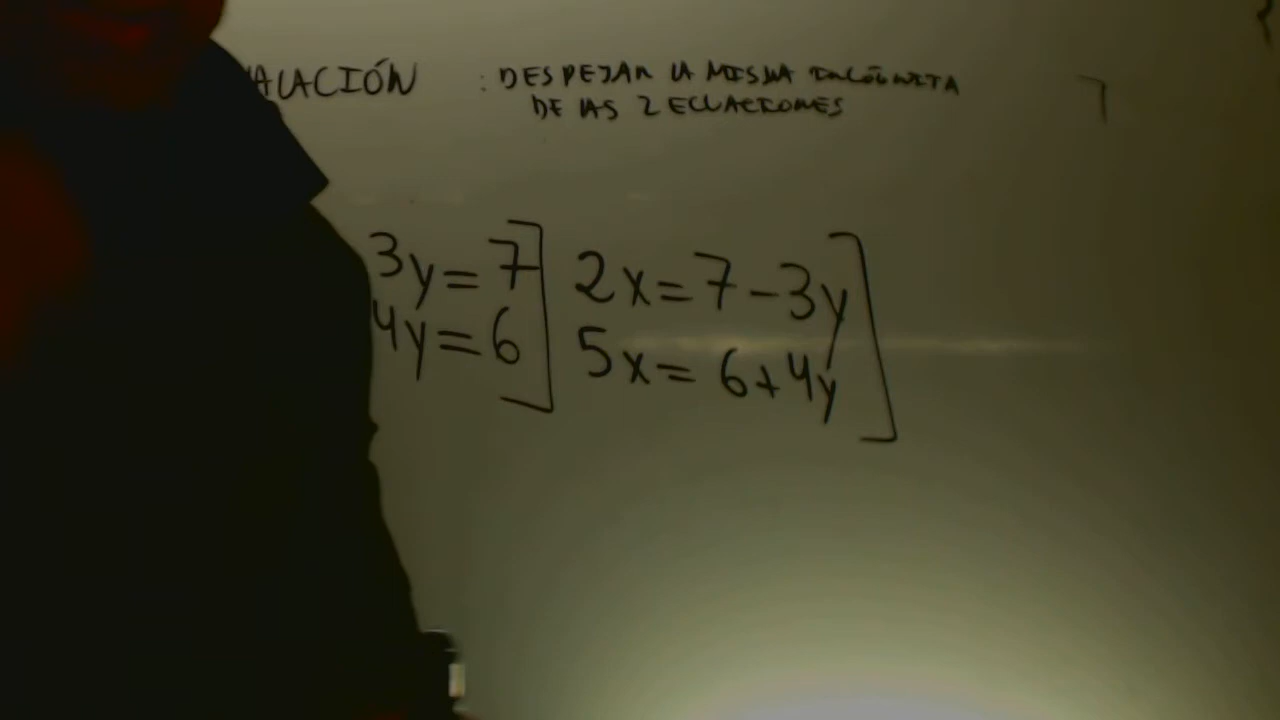 ALACIÓN : DESPEJAR LA MISMA INCÓGNITA
DE LAS 2 ECUACIONES
3y = 7
4y = 6
2x = 7 - 3y
5x = 6 + 4y